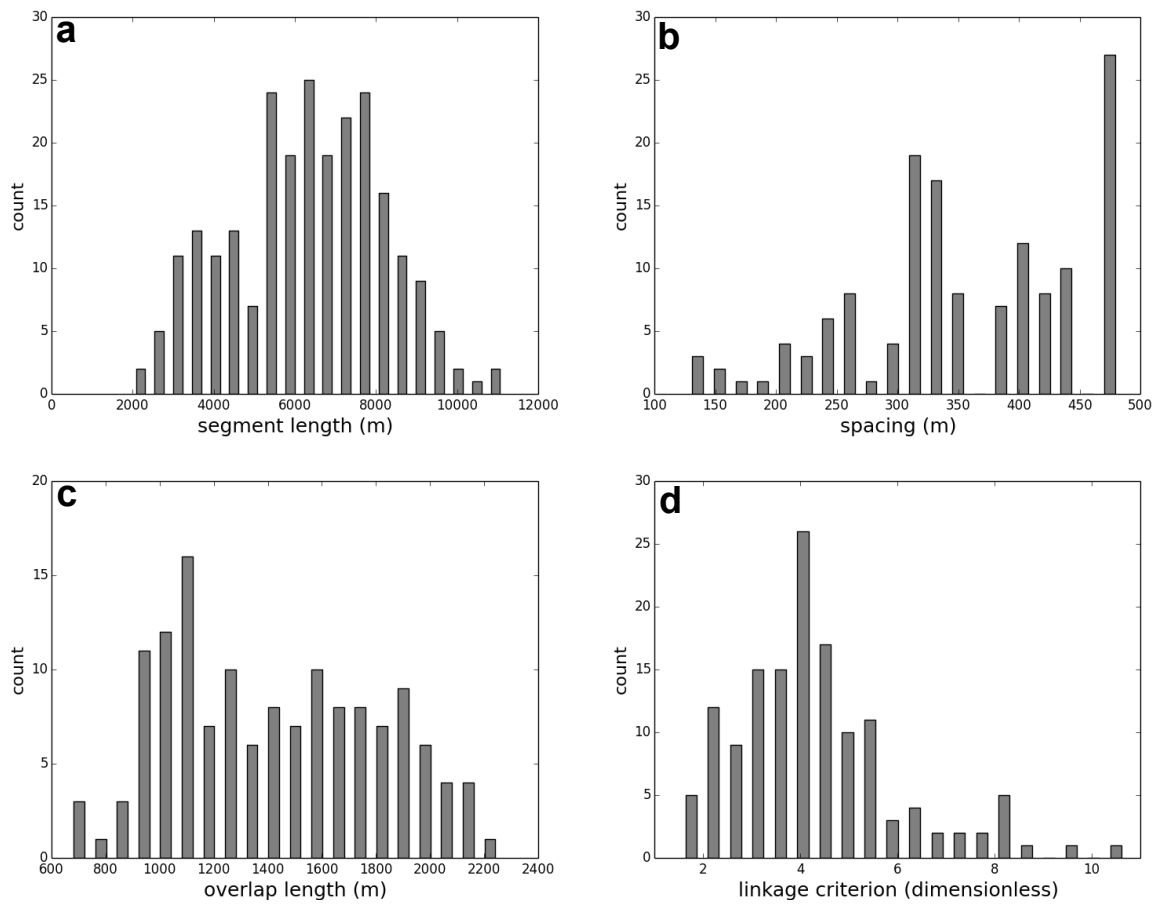 a
30
25
20
15
10
5
0
count
0 2000 4000 6000 8000 10000 12000
segment length (m)
b
30
25
20
15
10
5
0
count
100 150 200 250 300 350 400 450 500
spacing (m)
c
20
15
10
5
0
count
600 800 1000 1200 1400 1600 1800 2000 2200 2400
overlap length (m)
d
30
25
20
15
10
5
0
count
2 4 6 8 10
linkage criterion (dimensionless)